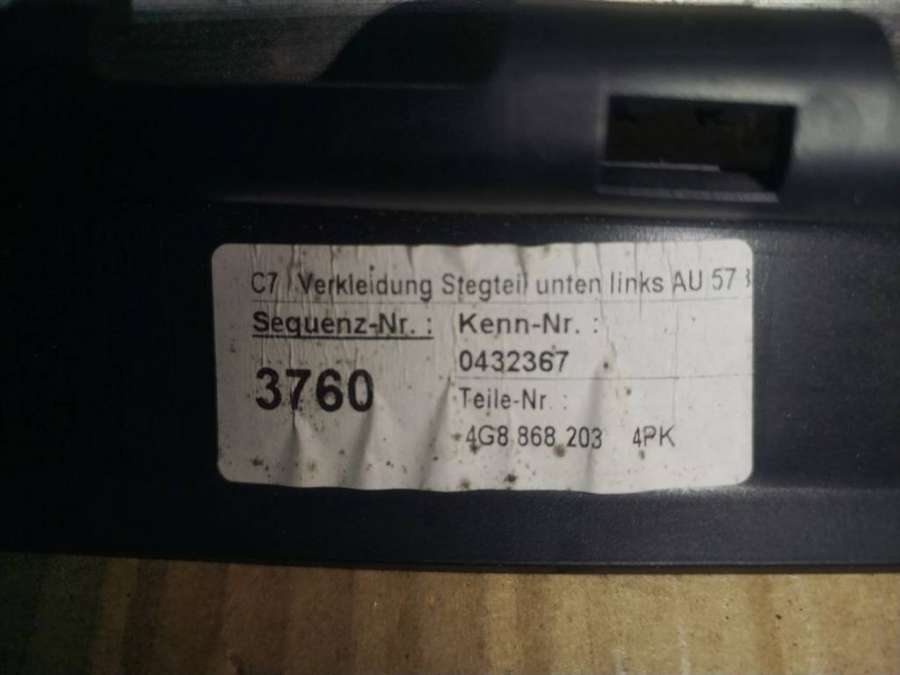 C7 / Verkleidung Stegteil unten links AU 57
Sequenz-Nr. : Kenn-Nr. :
0432367
3760
Teile-Nr. :
4G8 868 203 4PK